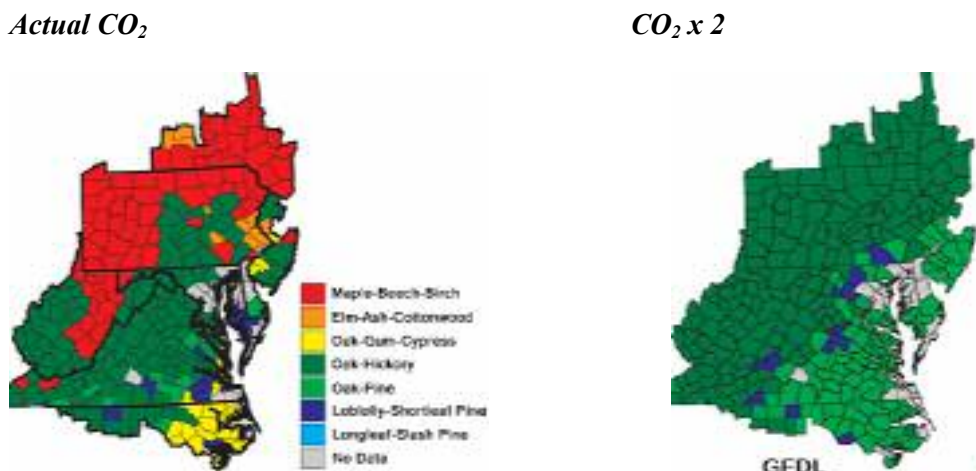 Actual CO₂
CO₂ x 2
Maple-Beech-Birch
Elm-Ash-Cottonwood
Oak-Gum-Cypress
Oak-Hickory
Oak-Pine
Loblolly-Shortleaf Pine
Longleaf-Slash Pine
No Data
GFDL